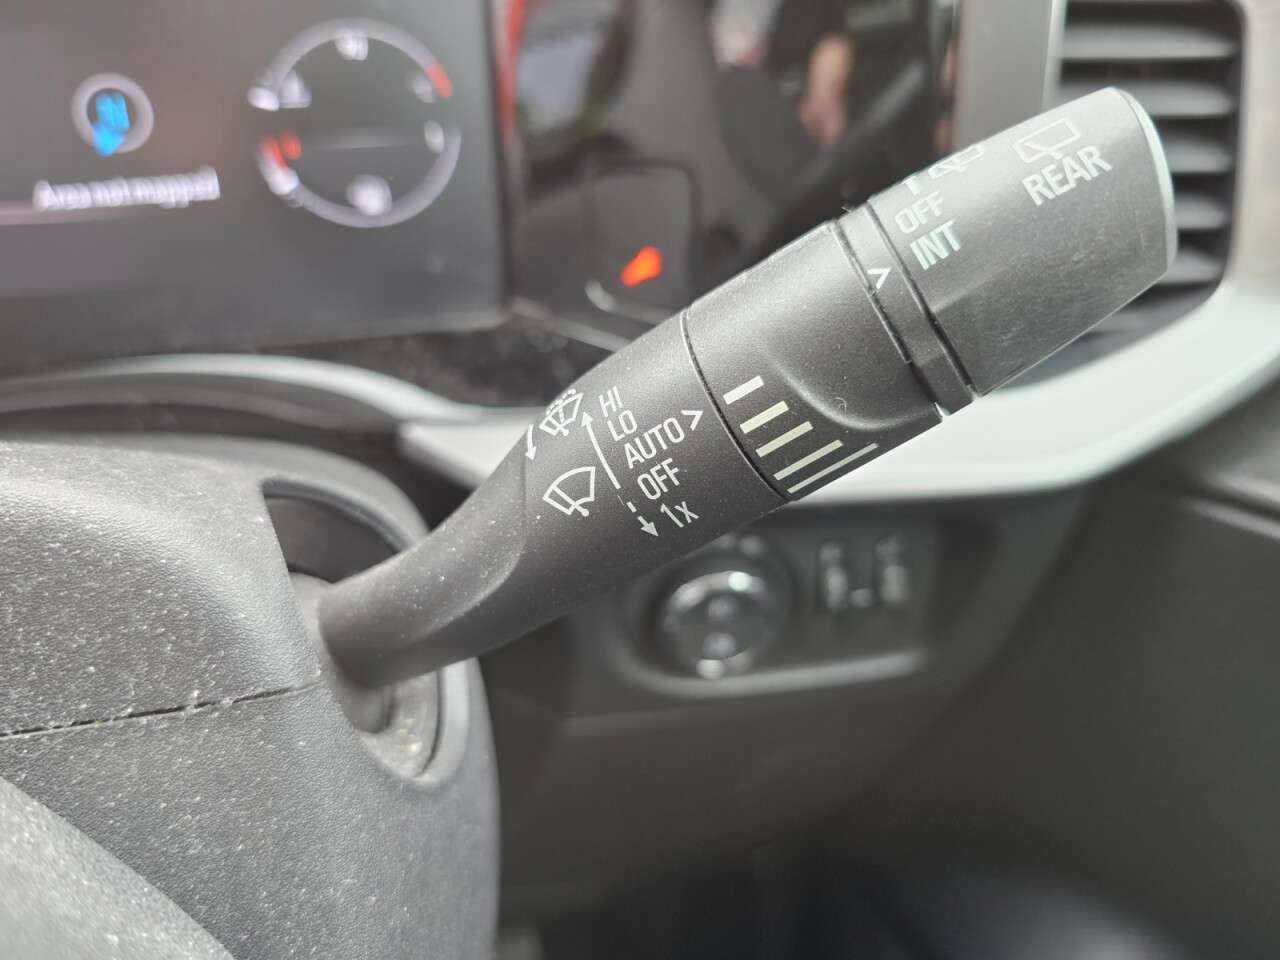 Area not mapped
REAR
OFF
INT
HI
LO
AUTO
OFF
1x